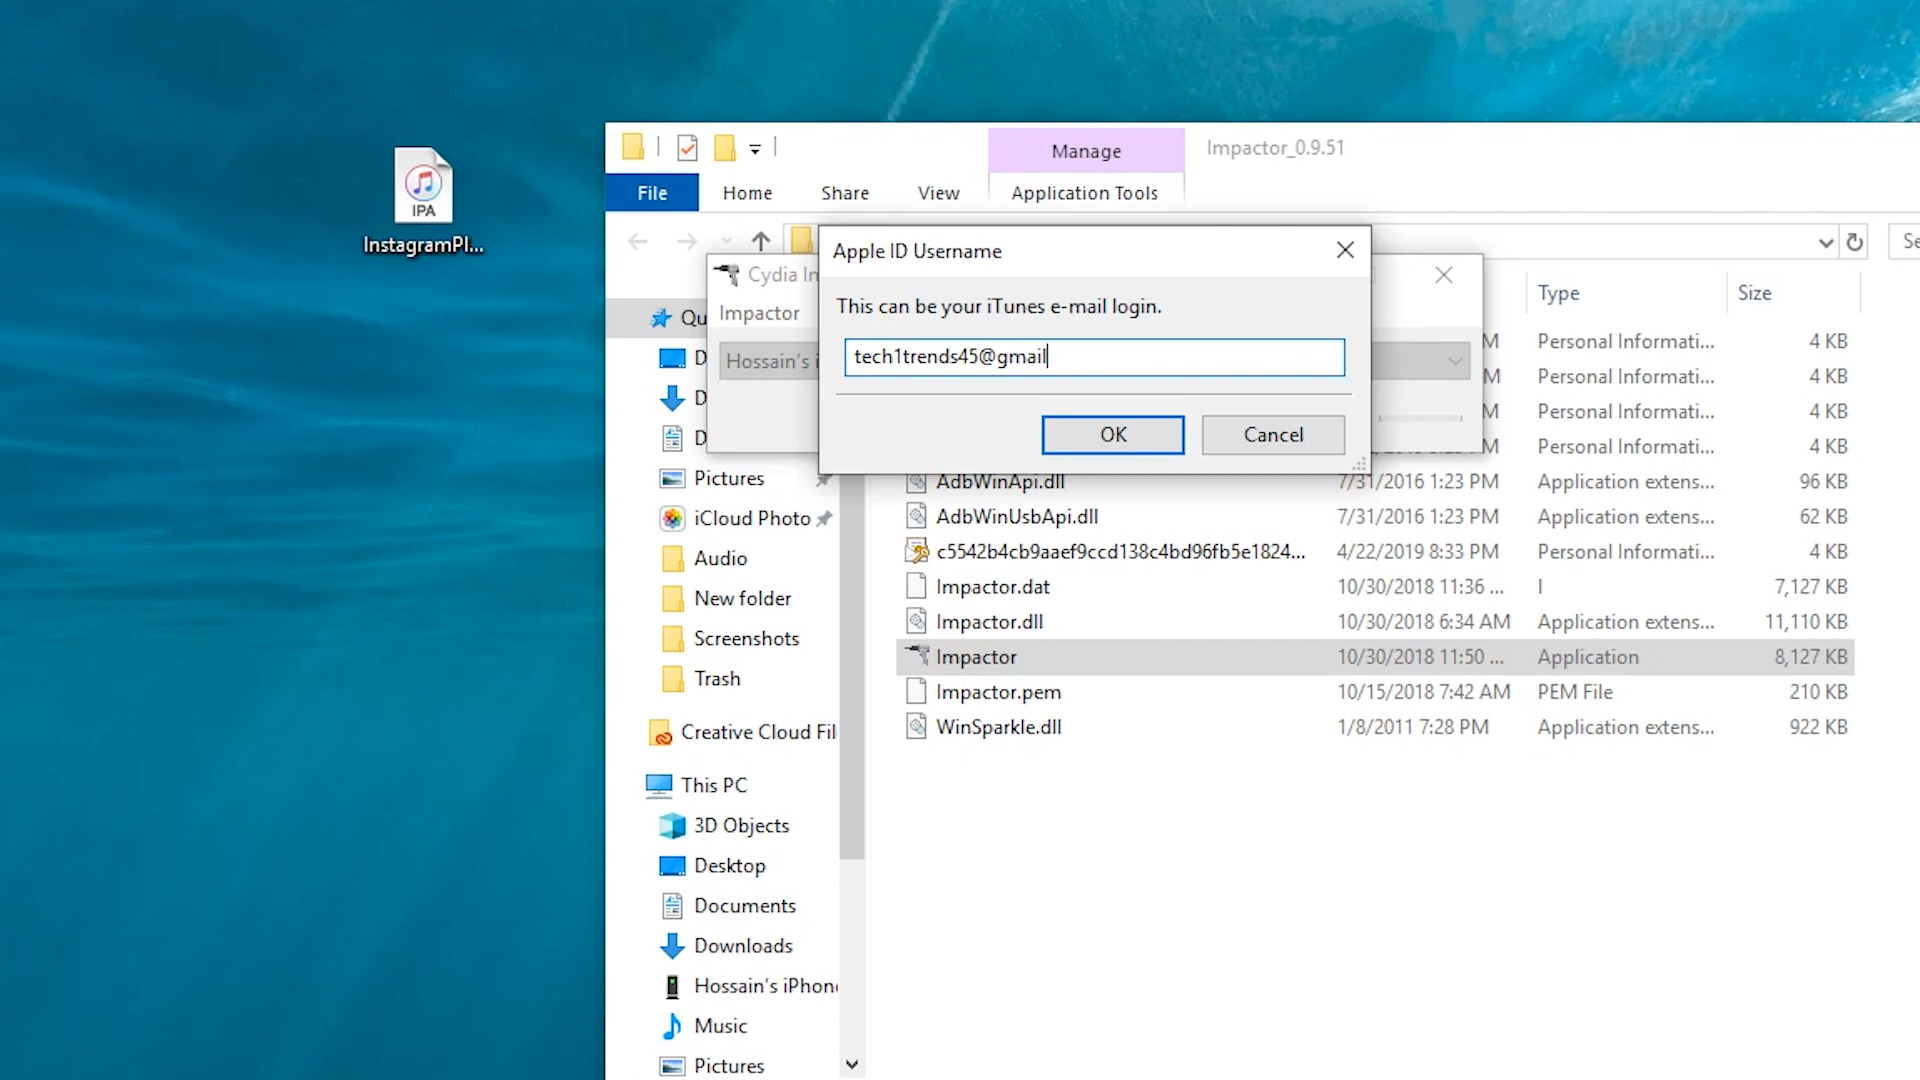 IPA
InstagramPl...
Manage
Impactor_0.9.51
File
Home
Share
View
Application Tools
Apple ID Username
This can be your iTunes e-mail login.
tech1trends45@gmail
OK
Cancel
Cydia Im
Impactor
Hossain's i
Se
Type
Size
Qu
D
D
D
Pictures
iCloud Photo
Audio
New folder
Screenshots
Trash
Creative Cloud Fil
This PC
3D Objects
Desktop
Documents
Downloads
Hossain's iPhon
Music
Pictures
M Personal Informati... 4 KB
M Personal Informati... 4 KB
M Personal Informati... 4 KB
M Personal Informati... 4 KB
AdbWinApi.dll 7/31/2016 1:23 PM Application extens... 96 KB
AdbWinUsbApi.dll 7/31/2016 1:23 PM Application extens... 62 KB
c5542b4cb9aaef9ccd138c4bd96fb5e1824... 4/22/2019 8:33 PM Personal Informati... 4 KB
Impactor.dat 10/30/2018 11:36 ... I 7,127 KB
Impactor.dll 10/30/2018 6:34 AM Application extens... 11,110 KB
Impactor 10/30/2018 11:50 ... Application 8,127 KB
Impactor.pem 10/15/2018 7:42 AM PEM File 210 KB
WinSparkle.dll 1/8/2011 7:28 PM Application extens... 922 KB